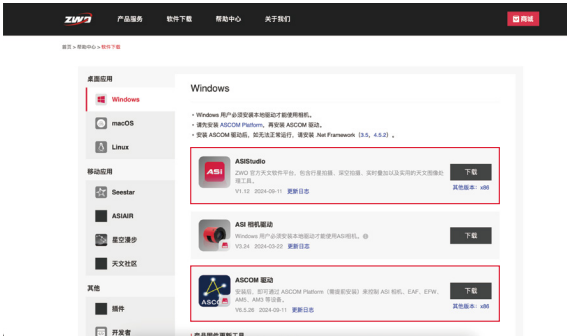 ZWO 产品服务 软件下载 帮助中心 关于我们 商城
首页 > 帮助中心 > 软件下载
桌面应用
Windows
macOS
Linux
移动应用
Seestar
ASIAIR
星空漫步
天文社区
其他
插件
开发者
Windows
• Windows 用户必须安装本地驱动才能使用相机。
• 请先安装 ASCOM Platform，再安装 ASCOM 驱动。
• 安装 ASCOM 驱动后，如无法正常运行，请安装 .Net Framework（3.5，4.5.2）。
ASI
ASIStudio
ZWO 官方天文软件平台，包含行星拍摄，深空拍摄，实时叠加以及实用的天文图像处
理工具。
V1.12 2024-09-11 更新日志
下载
其他版本：x86
ASI 相机驱动
Windows 用户必须安装本地驱动才能使用ASI相机。
V3.24 2024-03-22 更新日志
下载
ASCOM
ASCOM 驱动
安装后，即可通过 ASCOM Platform（需提前安装）来控制 ASI 相机、EAF、EFW、
AM5、AM3 等设备。
V6.5.28 2024-09-11 更新日志
下载
其他版本：x86